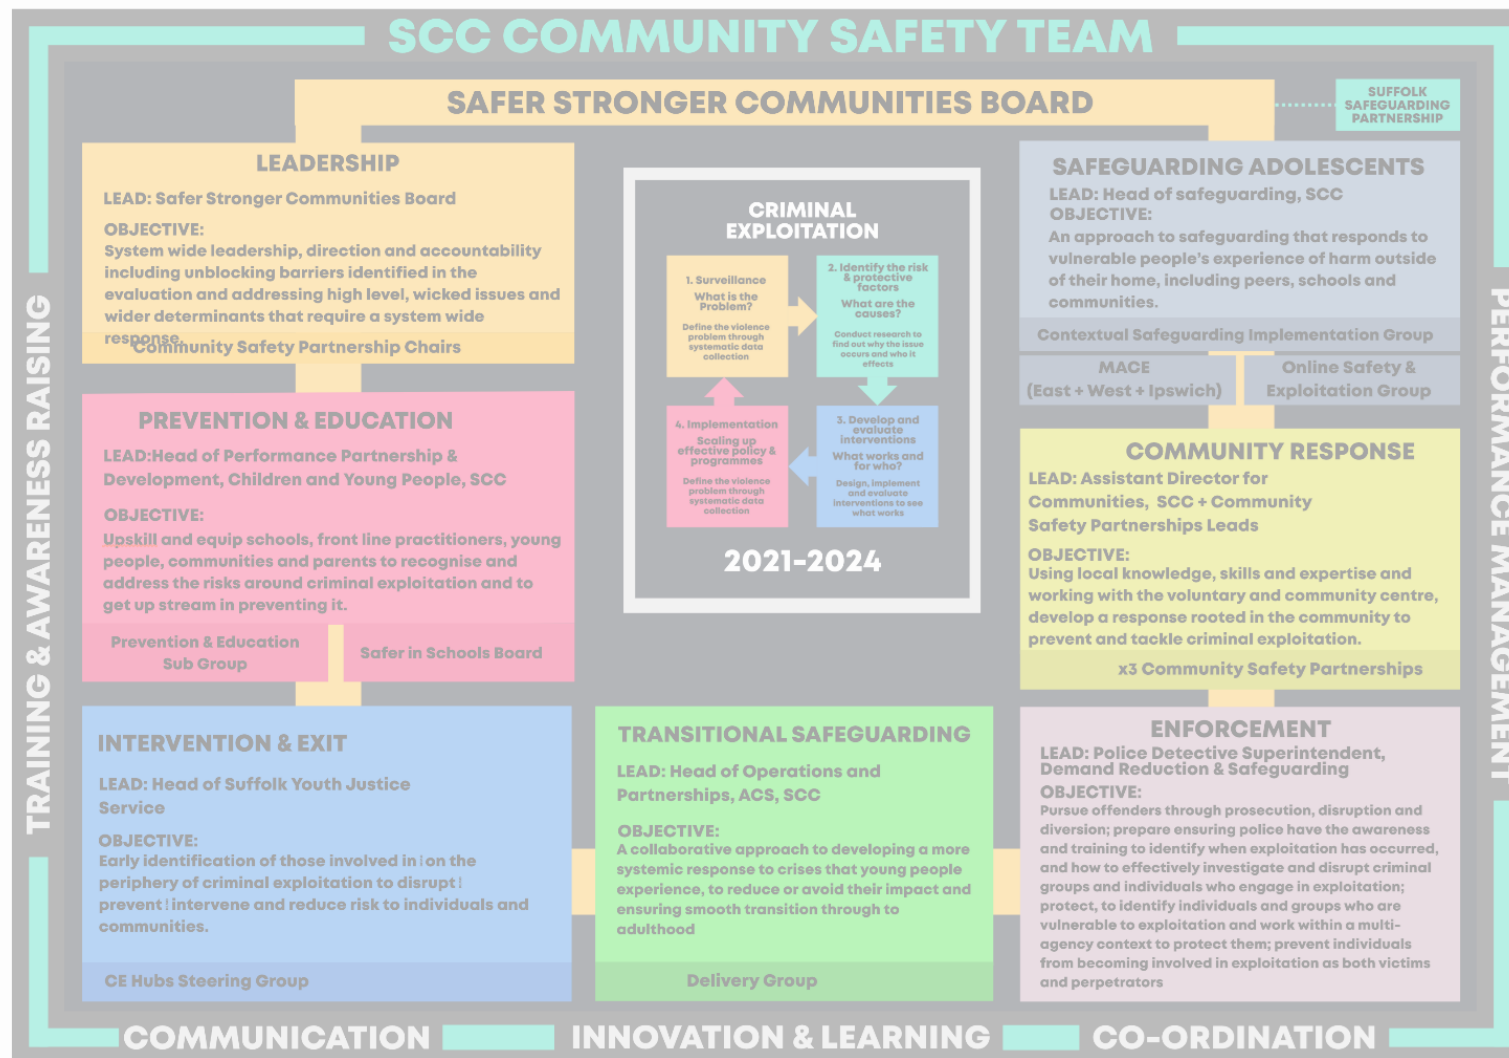 SCC COMMUNITY SAFETY TEAM
SAFER STRONGER COMMUNITIES BOARD
SUFFOLK
SAFEGUARDING
PARTNERSHIP
LEADERSHIP
LEAD: Safer Stronger Communities Board
OBJECTIVE:
System wide leadership, direction and accountability
including unblocking barriers identified in the
evaluation and addressing high level, wicked issues and
wider determinants that require a system wide
response.
Community Safety Partnership Chairs
PREVENTION & EDUCATION
LEAD:Head of Performance Partnership &
Development, Children and Young People, SCC
OBJECTIVE:
Upskill and equip schools, front line practitioners, young
people, communities and parents to recognise and
address the risks around criminal exploitation and to
get up stream in preventing it.
Prevention & Education
Sub Group
Safer in Schools Board
INTERVENTION & EXIT
LEAD: Head of Suffolk Youth Justice
Service
OBJECTIVE:
Early identification of those involved in | on the
periphery of criminal exploitation to disrupt |
prevent | intervene and reduce risk to individuals and
communities.
CE Hubs Steering Group
CRIMINAL
EXPLOITATION
1. Surveillance
What is the
Problem?
Define the violence
problem through
systematic data
collection
2. Identify the risk
& protective
factors
What are the
causes?
Conduct research to
find out why the issue
occurs and who it
effects
3. Develop and
evaluate
interventions
What works and
for who?
Design, implement
and evaluate
interventions to see
what works
4. Implementation
Scaling up
effective policy &
programmes
Define the violence
problem through
systematic data
collection
2021-2024
TRANSITIONAL SAFEGUARDING
LEAD: Head of Operations and
Partnerships, ACS, SCC
OBJECTIVE:
A collaborative approach to developing a more
systemic response to crises that young people
experience, to reduce or avoid their impact and
ensuring smooth transition through to
adulthood
Delivery Group
SAFEGUARDING ADOLESCENTS
LEAD: Head of safeguarding, SCC
OBJECTIVE:
An approach to safeguarding that responds to
vulnerable people's experience of harm outside
of their home, including peers, schools and
communities.
Contextual Safeguarding Implementation Group
MACE
(East + West + Ipswich)
Online Safety &
Exploitation Group
COMMUNITY RESPONSE
LEAD: Assistant Director for
Communities, SCC + Community
Safety Partnerships Leads
OBJECTIVE:
Using local knowledge, skills and expertise and
working with the voluntary and community centre,
develop a response rooted in the community to
prevent and tackle criminal exploitation.
x3 Community Safety Partnerships
ENFORCEMENT
LEAD: Police Detective Superintendent,
Demand Reduction & Safeguarding
OBJECTIVE:
Pursue offenders through prosecution, disruption and
diversion; prepare ensuring police have the awareness
and training to identify when exploitation has occurred,
and how to effectively investigate and disrupt criminal
groups and individuals who engage in exploitation;
protect, to identify individuals and groups who are
vulnerable to exploitation and work within a multi-
agency context to protect them; prevent individuals
from becoming involved in exploitation as both victims
and perpetrators
TRAINING & AWARENESS RAISING
PERFORMANCE MANAGEMENT
COMMUNICATION
INNOVATION & LEARNING
CO-ORDINATION